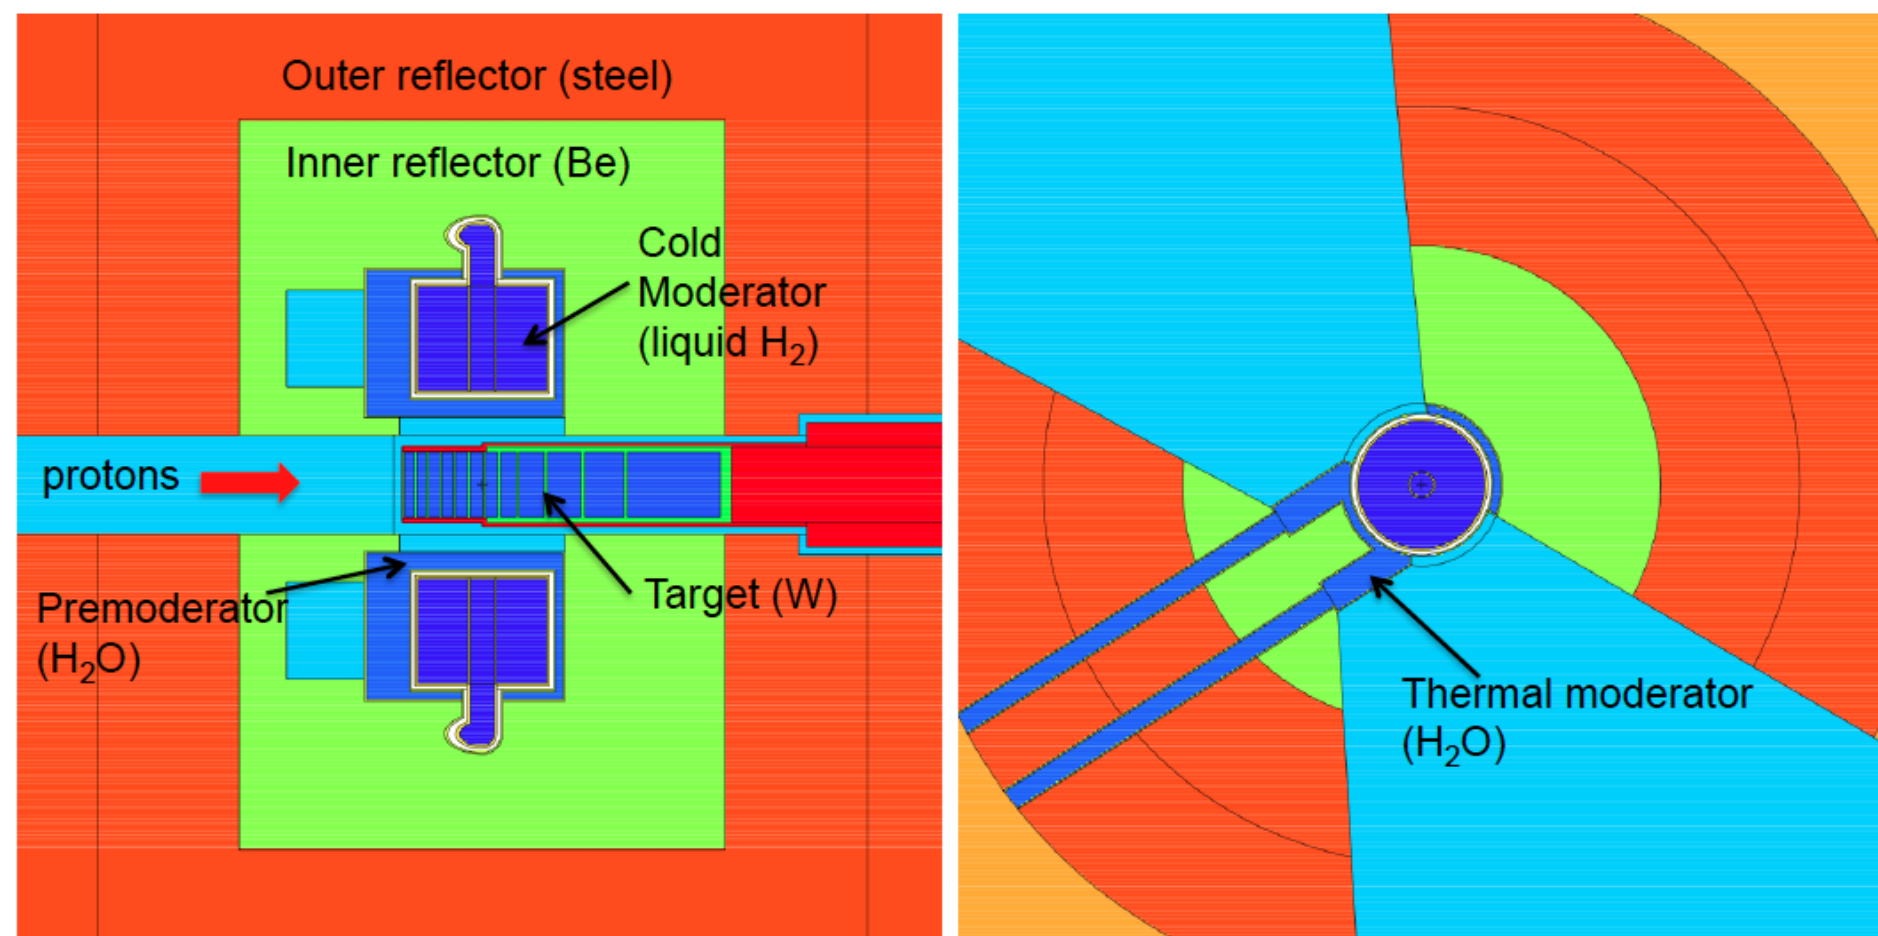 Outer reflector (steel)
Inner reflector (Be)
Cold
Moderator
(liquid H₂)
protons
Target (W)
Premoderator
(H₂O)
Thermal moderator
(H₂O)